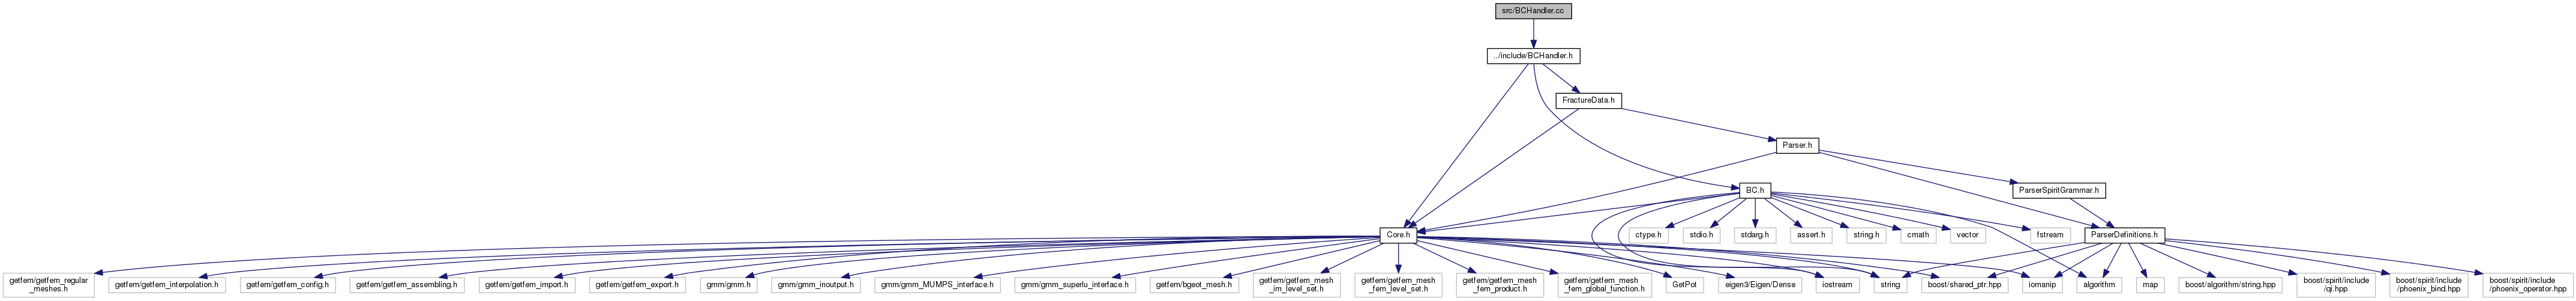 src/BCHandler.cc
../include/BCHandler.h
FractureData.h
Parser.h
BC.h
ParserSpiritGrammar.h
Core.h
ctype.h
stdio.h
stdarg.h
assert.h
string.h
cmath
vector
fstream
ParserDefinitions.h
getfem/getfem_regular
_meshes.h
getfem/getfem_interpolation.h
getfem/getfem_config.h
getfem/getfem_assembling.h
getfem/getfem_import.h
getfem/getfem_export.h
gmm/gmm.h
gmm/gmm_inoutput.h
gmm/gmm_MUMPS_interface.h
gmm/gmm_superlu_interface.h
getfem/bgeot_mesh.h
getfem/getfem_mesh
_im_level_set.h
getfem/getfem_mesh
_fem_level_set.h
getfem/getfem_mesh
_fem_product.h
getfem/getfem_mesh
_fem_global_function.h
GetPot
eigen3/Eigen/Dense
iostream
string
boost/shared_ptr.hpp
iomanip
algorithm
map
boost/algorithm/string.hpp
boost/spirit/include
/qi.hpp
boost/spirit/include
/phoenix_bind.hpp
boost/spirit/include
/phoenix_operator.hpp